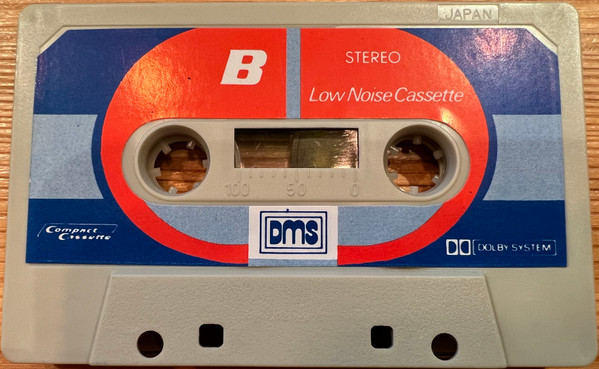 JAPAN
B
STEREO
Low Noise Cassette
100 50 0
DMS
Compact
Cassette
DOLBY SYSTEM